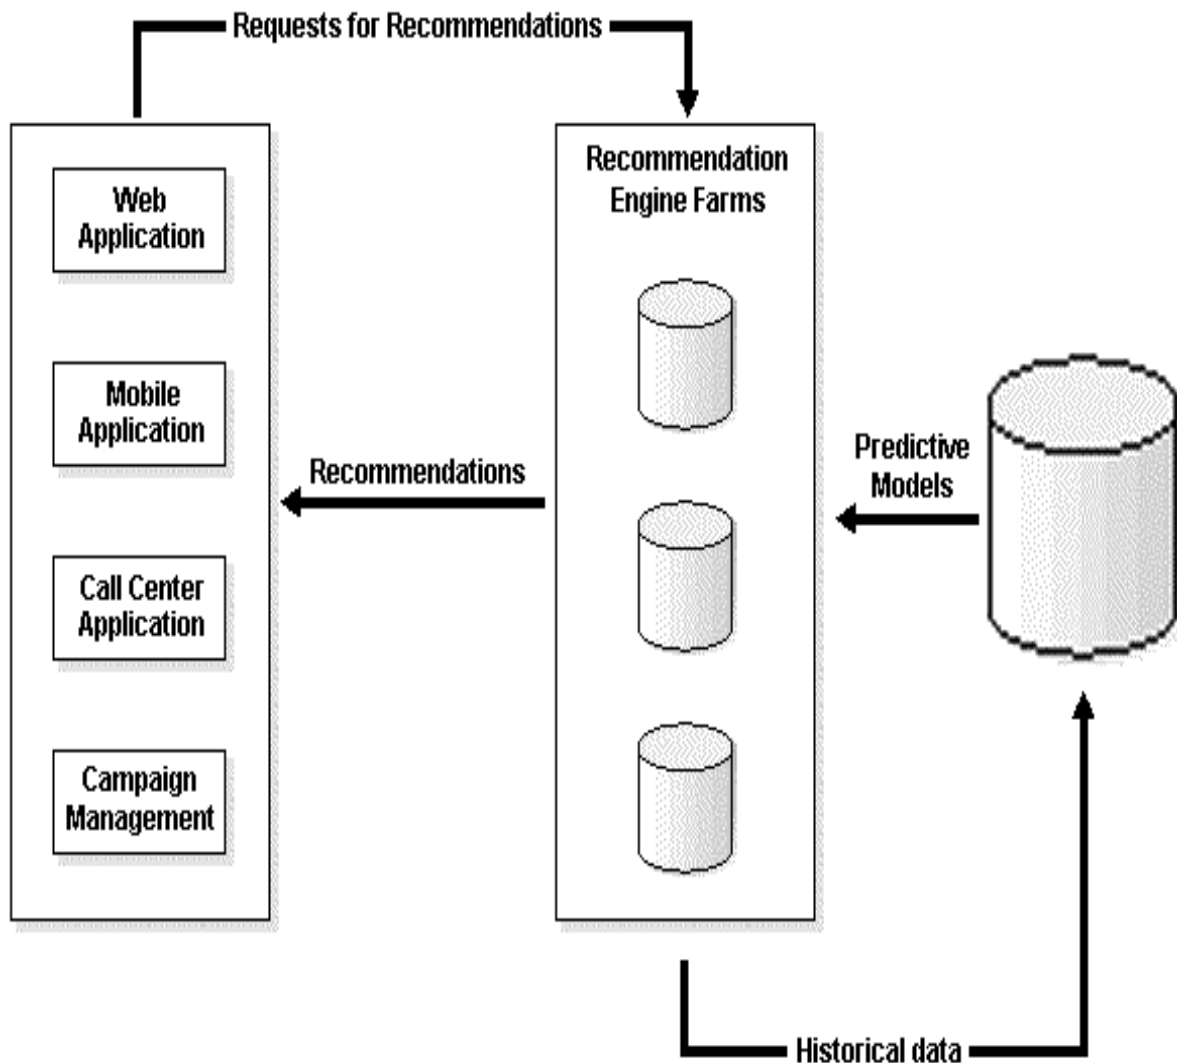 Requests for Recommendations
Web
Application
Mobile
Application
Call Center
Application
Campaign
Management
Recommendations
Recommendation
Engine Farms
Predictive
Models
Historical data